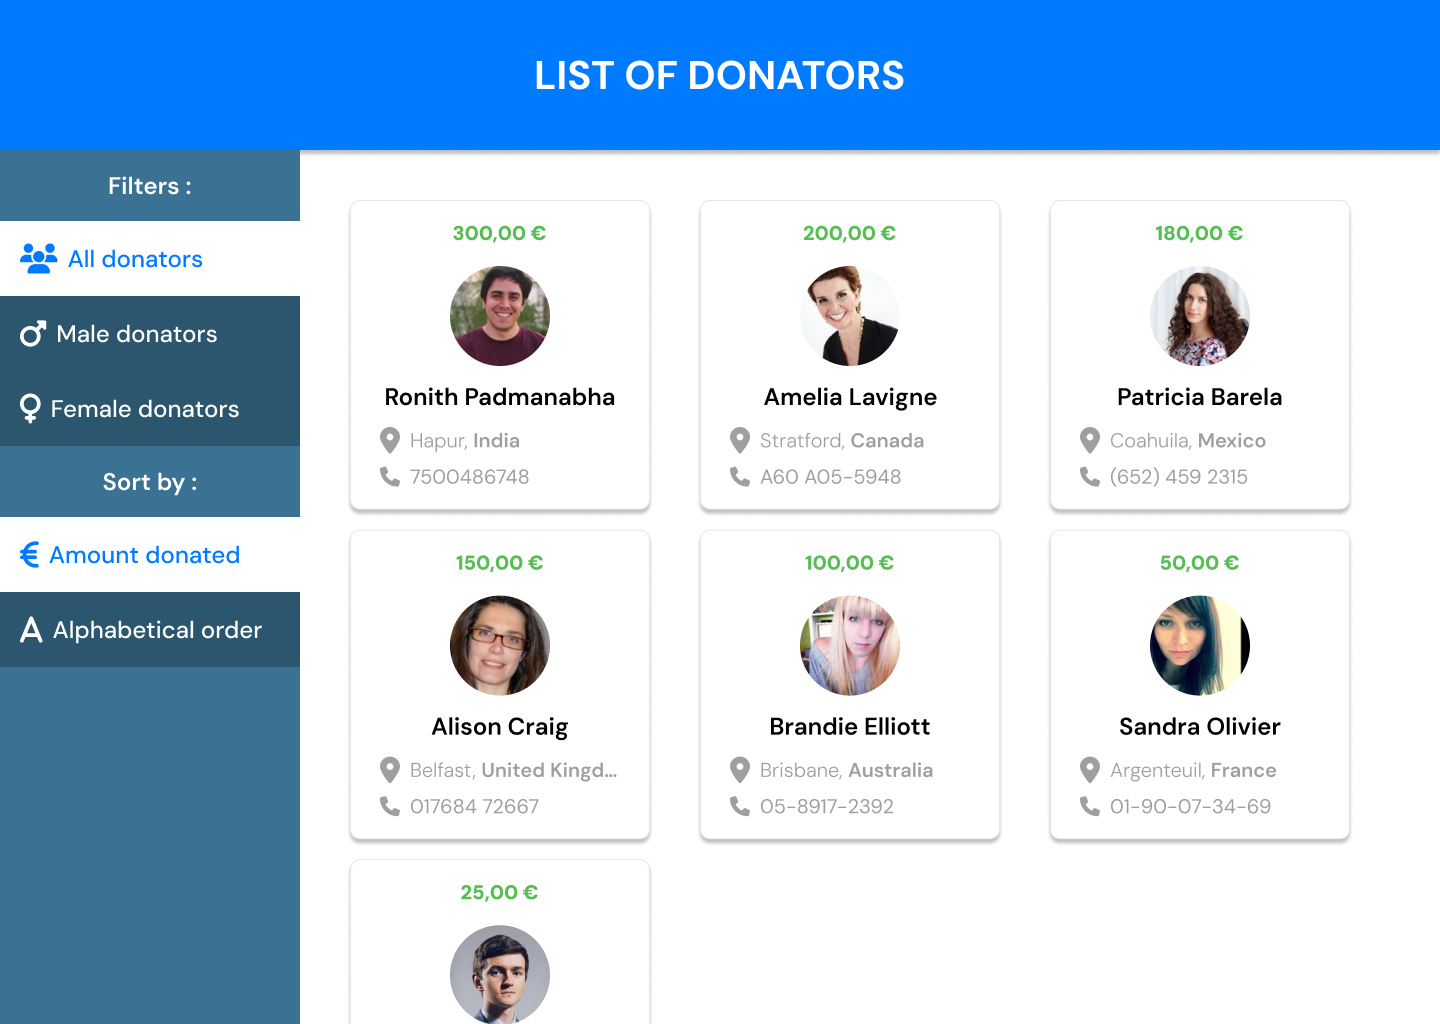 LIST OF DONATORS
Filters :
All donators
Male donators
Female donators
Sort by :
Amount donated
Alphabetical order
300,00 €
Ronith Padmanabha
Hapur, India
7500486748
200,00 €
Amelia Lavigne
Stratford, Canada
A60 A05-5948
180,00 €
Patricia Barela
Coahuila, Mexico
(652) 459 2315
150,00 €
Alison Craig
Belfast, United Kingd...
017684 72667
100,00 €
Brandie Elliott
Brisbane, Australia
05-8917-2392
50,00 €
Sandra Olivier
Argenteuil, France
01-90-07-34-69
25,00 €